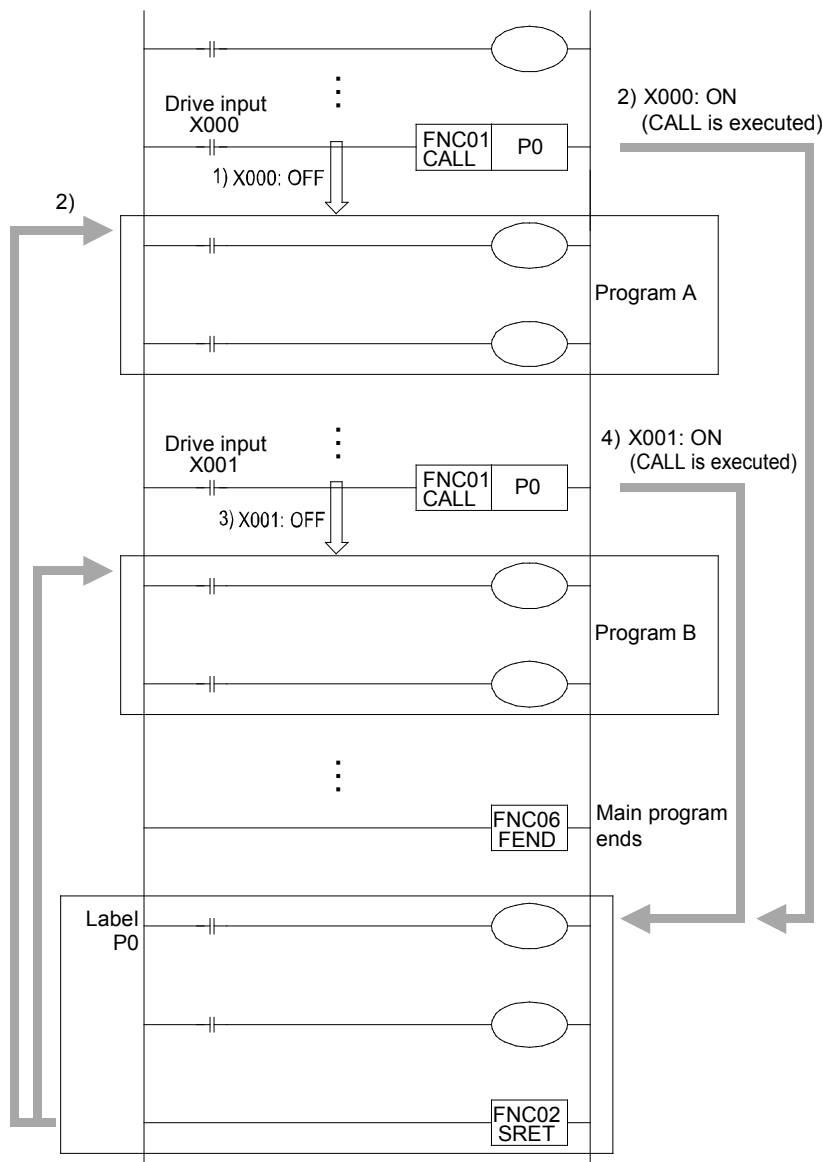 Drive input
X000
2) X000: ON
(CALL is executed)
FNC01
CALL
P0
1) X000: OFF
2)
Program A
Drive input
X001
4) X001: ON
(CALL is executed)
FNC01
CALL
P0
3) X001: OFF
Program B
FNC06
FEND
Main program
ends
Label
P0
FNC02
SRET